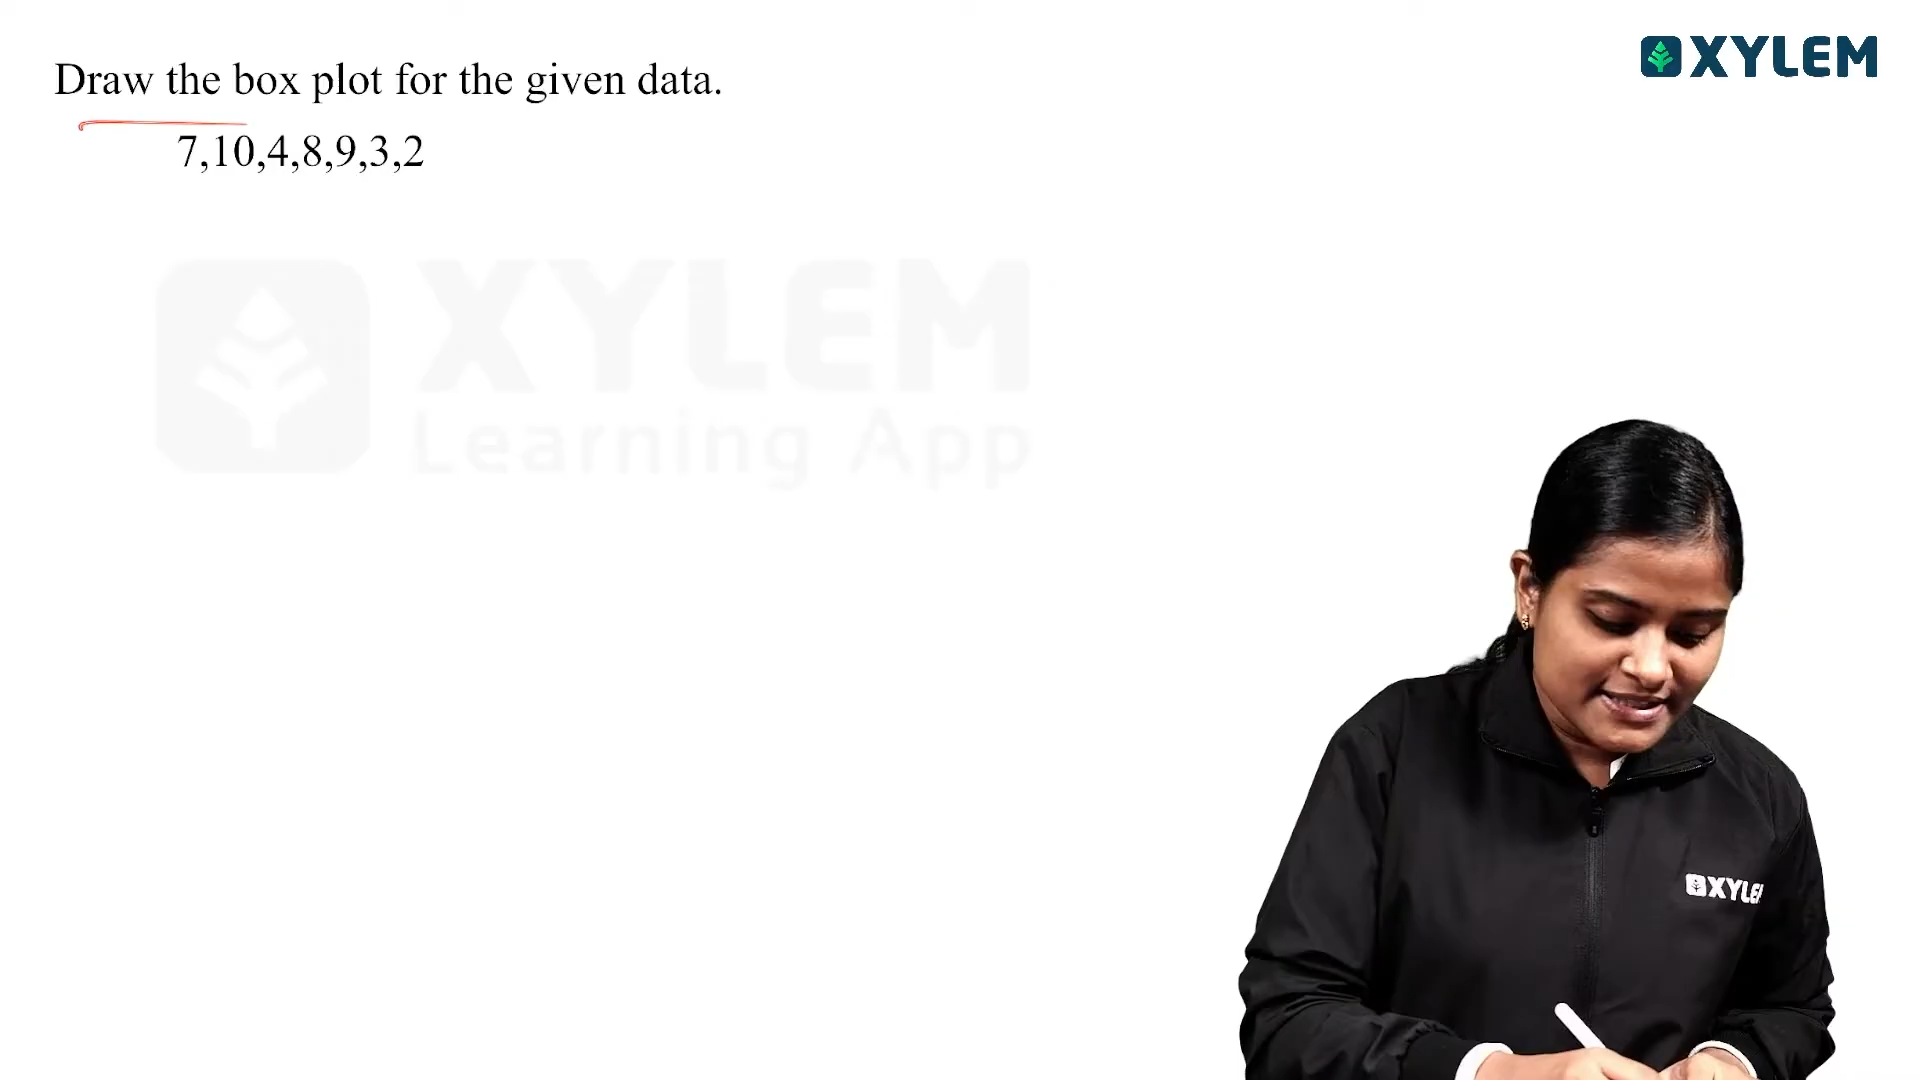 XYLEM
Draw the box plot for the given data.
7,10,4,8,9,3,2
XYLEM
Learning App
XYLE